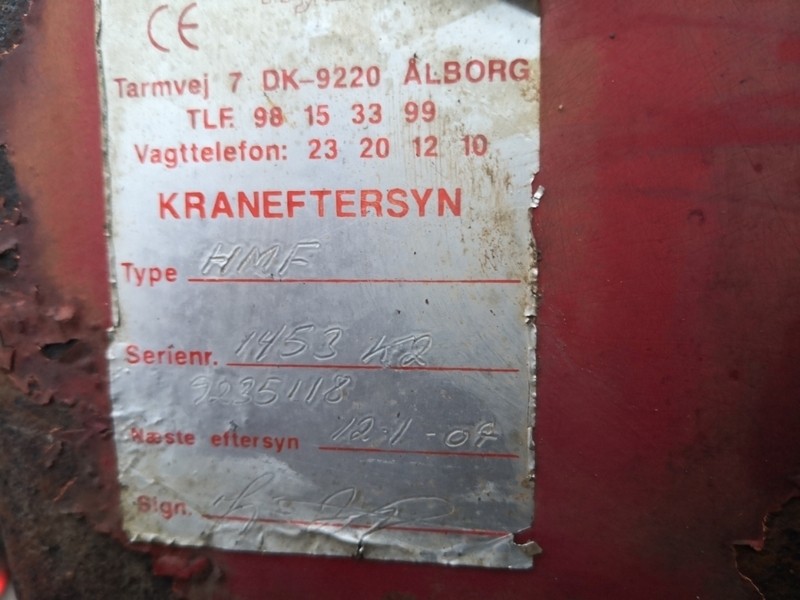 CE
Tarmvej 7 DK-9220 ÅLBORG
TLF. 98 15 33 99
Vagttelefon: 23 20 12 10
KRANEFTERSYN
Type HMF
Serienr. 1453 K2
9235118
Næste eftersyn 12-1-04
Sign.